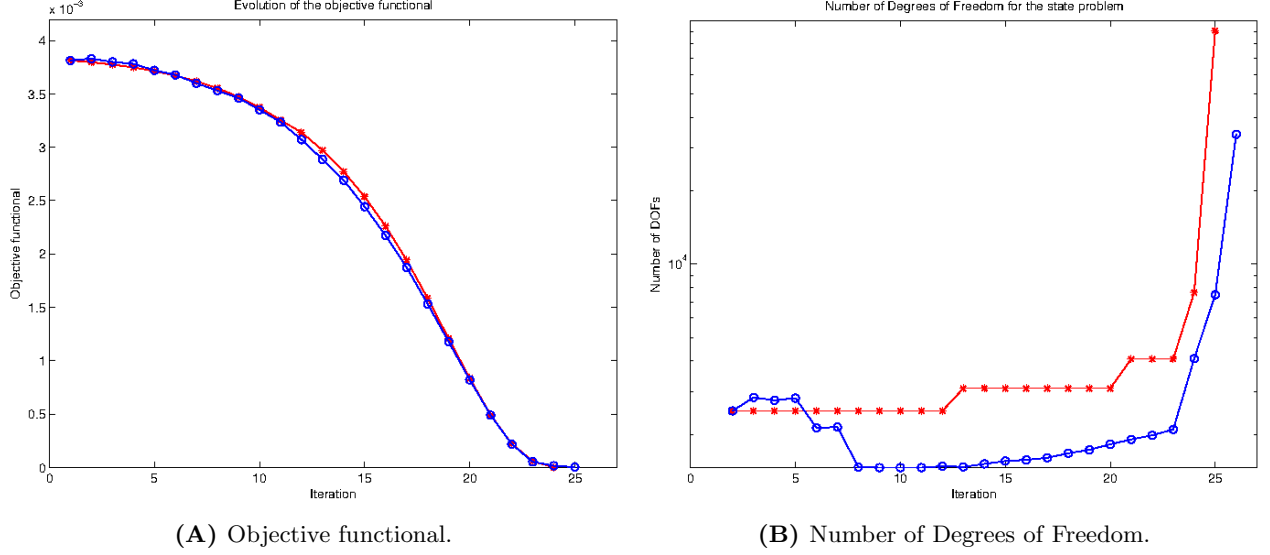 Evolution of the objective functional
x 10⁻³
4
3.5
3
2.5
2
1.5
1
0.5
0
Objective functional
0 5 10 15 20 25
Iteration
(A) Objective functional.
Number of Degrees of Freedom for the state problem
10⁴
Number of DOFs
0 5 10 15 20 25
Iteration
(B) Number of Degrees of Freedom.